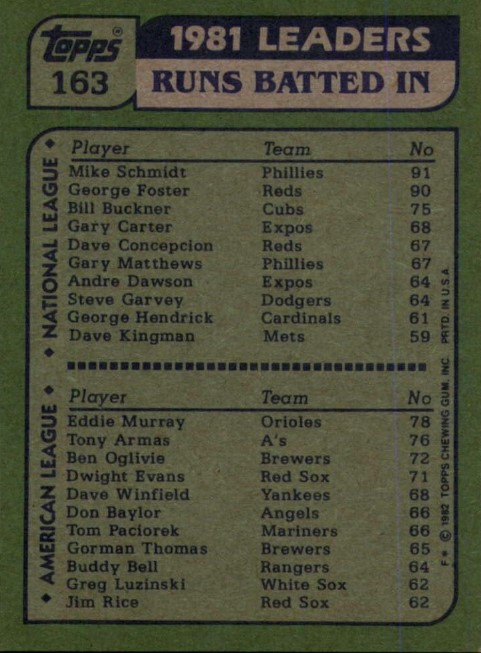 topps®
163
1981 LEADERS
RUNS BATTED IN
◆ NATIONAL LEAGUE ◆
Player Team No
Mike Schmidt Phillies 91
George Foster Reds 90
Bill Buckner Cubs 75
Gary Carter Expos 68
Dave Concepcion Reds 67
Gary Matthews Phillies 67
Andre Dawson Expos 64
Steve Garvey Dodgers 64
George Hendrick Cardinals 61
Dave Kingman Mets 59
◆ AMERICAN LEAGUE ◆
Player Team No
Eddie Murray Orioles 78
Tony Armas A's 76
Ben Oglivie Brewers 72
Dwight Evans Red Sox 71
Dave Winfield Yankees 68
Don Baylor Angels 66
Tom Paciorek Mariners 66
Gorman Thomas Brewers 65
Buddy Bell Rangers 64
Greg Luzinski White Sox 62
Jim Rice Red Sox 62
F* © 1982 TOPPS CHEWING GUM, INC PRTD. IN U.S.A.